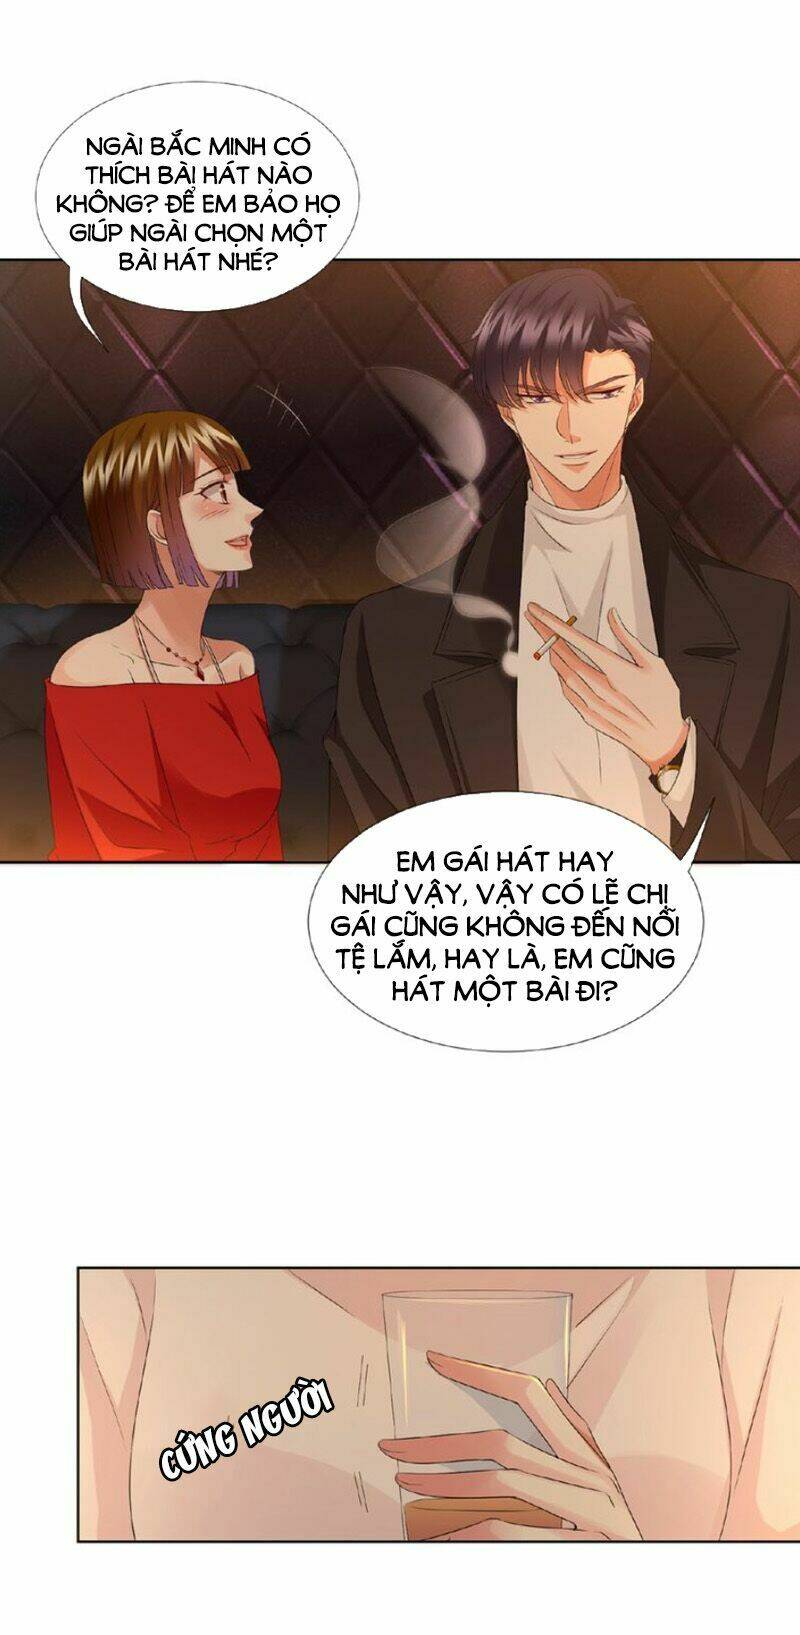 NGÀI BẮC MINH CÓ
THÍCH BÀI HÁT NÀO
KHÔNG? ĐỂ EM BẢO HỌ
GIÚP NGÀI CHỌN MỘT
BÀI HÁT NHÉ?
EM GÁI HÁT HAY
NHƯ VẬY, VẬY CÓ LẼ CHỊ
GÁI CŨNG KHÔNG ĐẾN NỖI
TỆ LẮM, HAY LÀ, EM CŨNG
HÁT MỘT BÀI ĐI?
CỨNG NGƯỜI